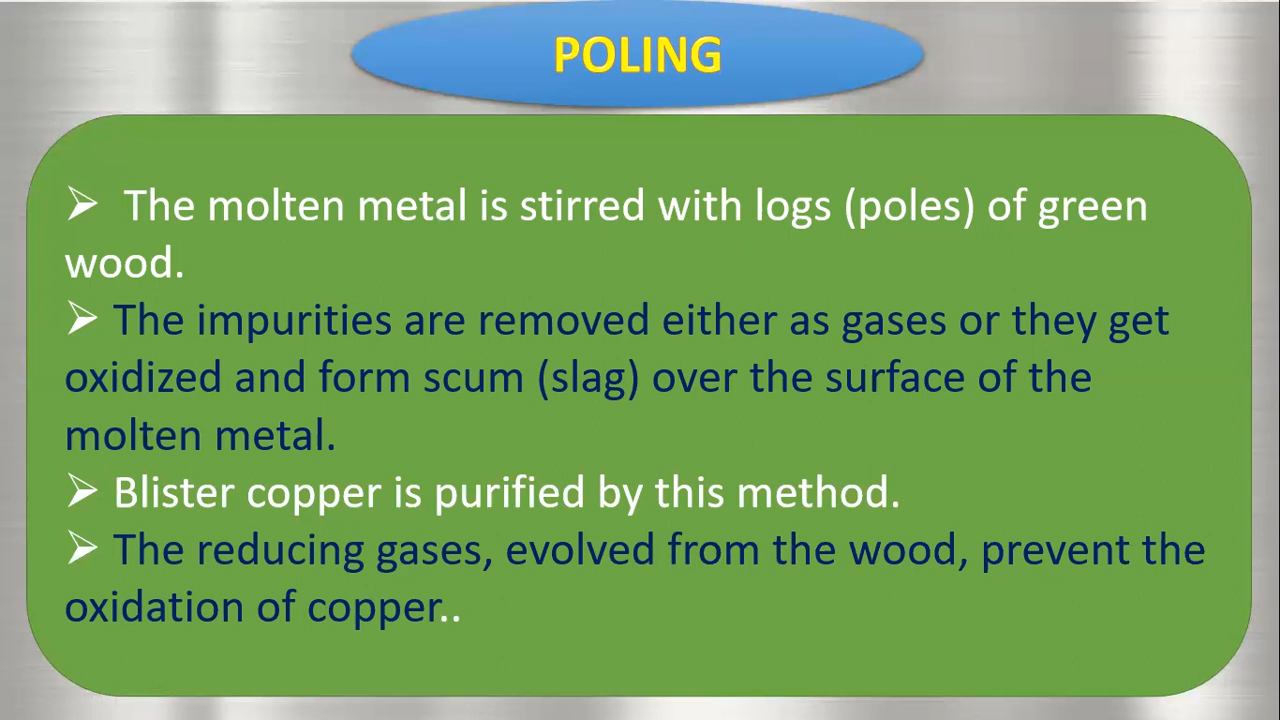 POLING
➢ The molten metal is stirred with logs (poles) of green
wood.
➢ The impurities are removed either as gases or they get
oxidized and form scum (slag) over the surface of the
molten metal.
➢ Blister copper is purified by this method.
➢ The reducing gases, evolved from the wood, prevent the
oxidation of copper..